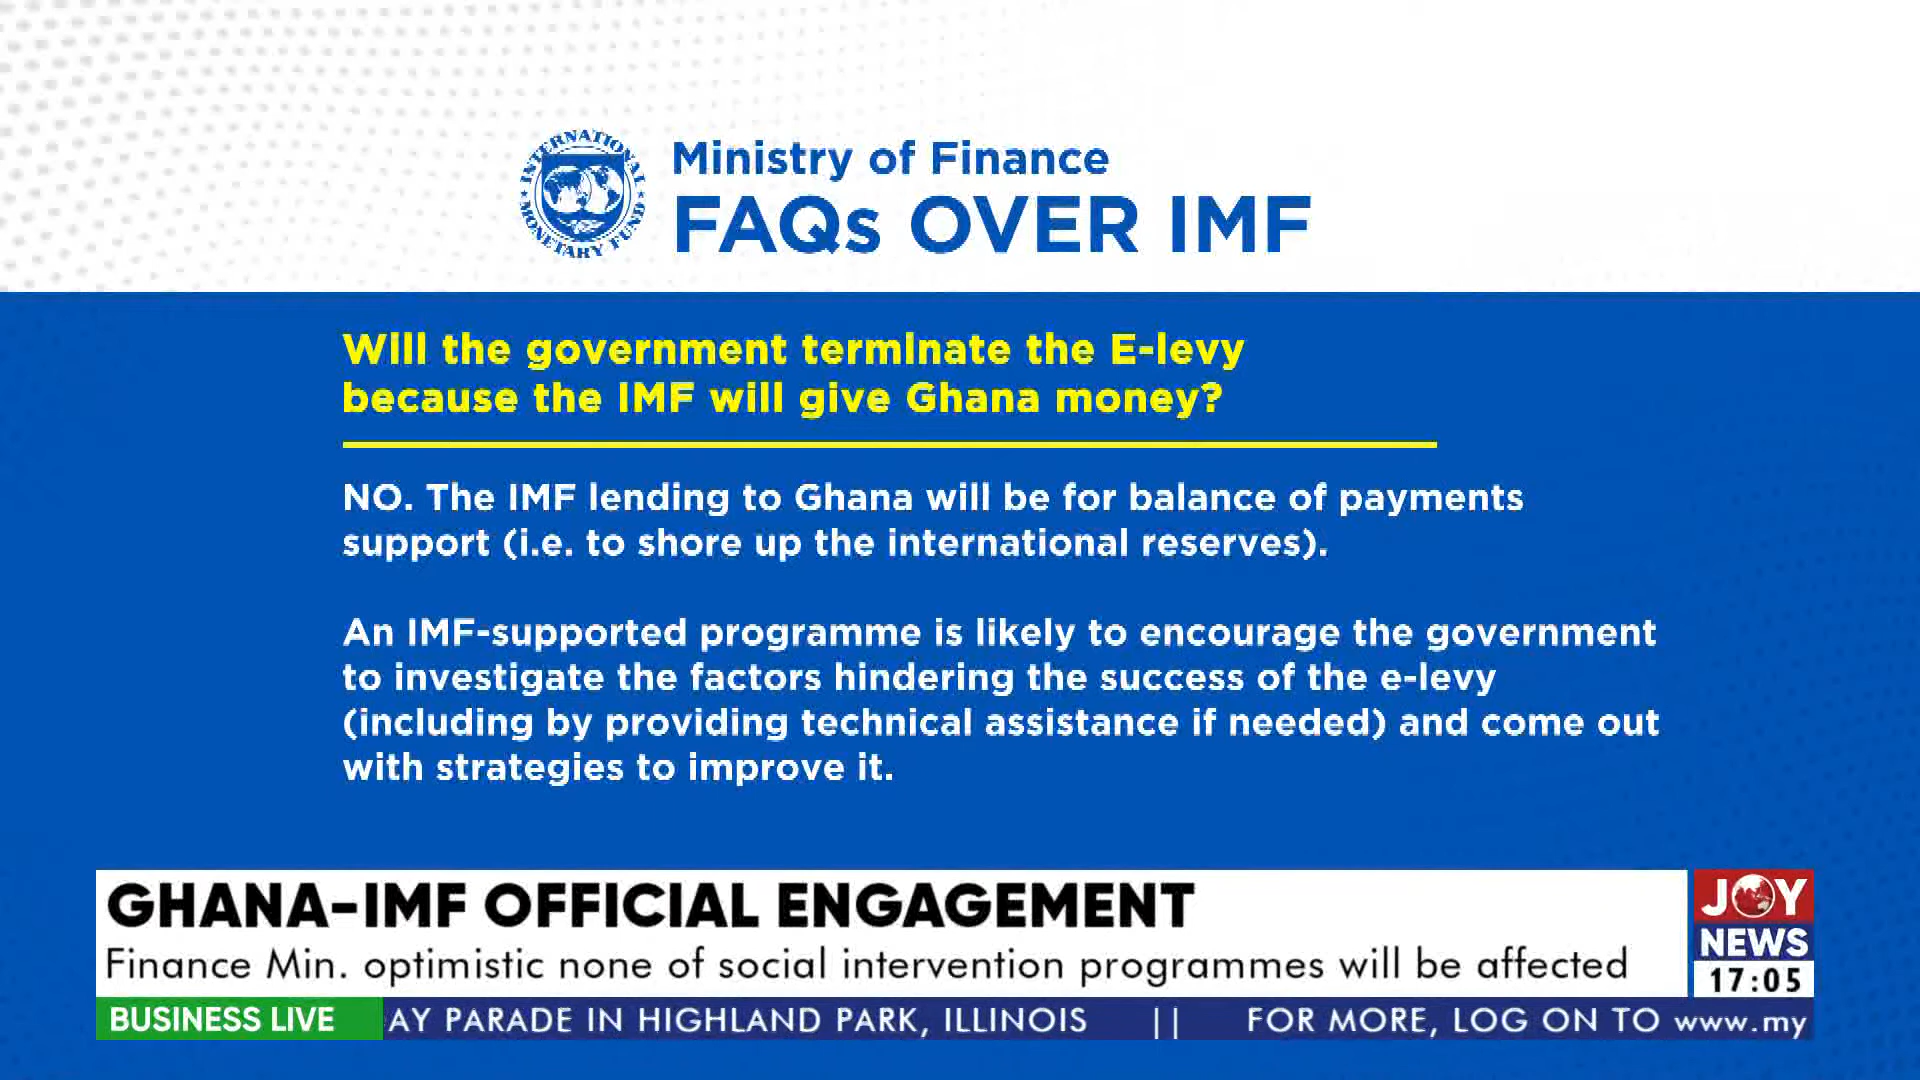 INTERNATIONAL MONETARY FUND
Ministry of Finance
FAQs OVER IMF
Will the government terminate the E-levy
because the IMF will give Ghana money?
NO. The IMF lending to Ghana will be for balance of payments
support (i.e. to shore up the international reserves).
An IMF-supported programme is likely to encourage the government
to investigate the factors hindering the success of the e-levy
(including by providing technical assistance if needed) and come out
with strategies to improve it.
GHANA-IMF OFFICIAL ENGAGEMENT
Finance Min. optimistic none of social intervention programmes will be affected
JOY
NEWS
17:05
BUSINESS LIVE
AY PARADE IN HIGHLAND PARK, ILLINOIS || FOR MORE, LOG ON TO www.my